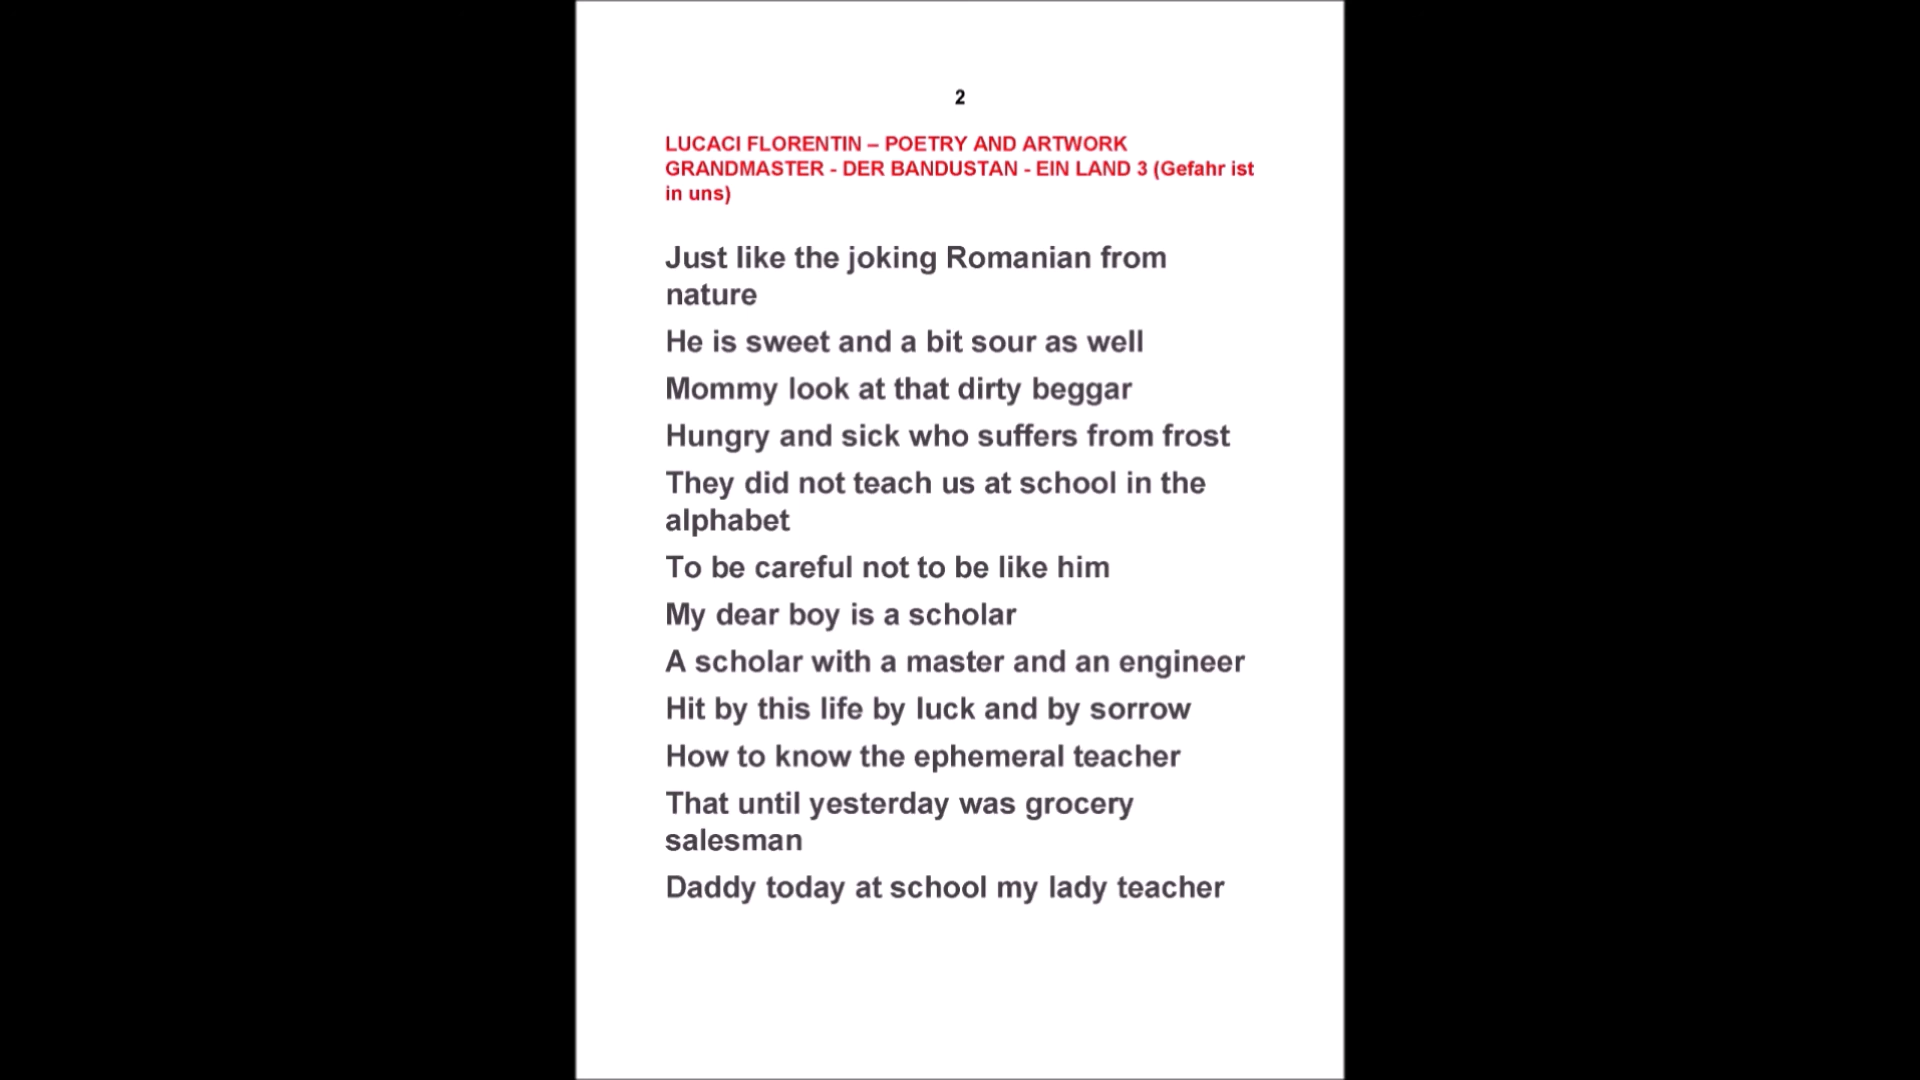 2
LUCACI FLORENTIN – POETRY AND ARTWORK
GRANDMASTER - DER BANDUSTAN - EIN LAND 3 (Gefahr ist
in uns)
Just like the joking Romanian from
nature
He is sweet and a bit sour as well
Mommy look at that dirty beggar
Hungry and sick who suffers from frost
They did not teach us at school in the
alphabet
To be careful not to be like him
My dear boy is a scholar
A scholar with a master and an engineer
Hit by this life by luck and by sorrow
How to know the ephemeral teacher
That until yesterday was grocery
salesman
Daddy today at school my lady teacher